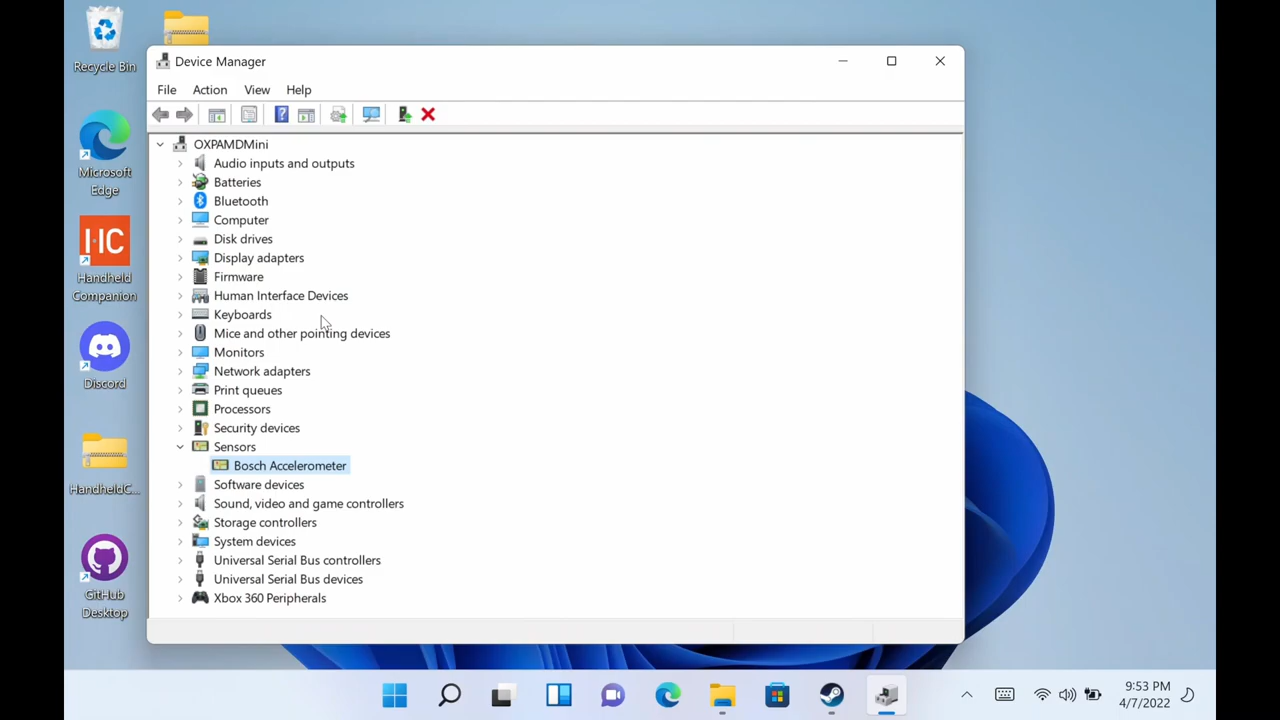 Recycle Bin
Microsoft
Edge
HC
Handheld
Companion
Discord
HandheldC...
GitHub
Desktop
Device Manager
File Action View Help
OXPAMDMini
Audio inputs and outputs
Batteries
Bluetooth
Computer
Disk drives
Display adapters
Firmware
Human Interface Devices
Keyboards
Mice and other pointing devices
Monitors
Network adapters
Print queues
Processors
Security devices
Sensors
Bosch Accelerometer
Software devices
Sound, video and game controllers
Storage controllers
System devices
Universal Serial Bus controllers
Universal Serial Bus devices
Xbox 360 Peripherals
9:53 PM
4/7/2022